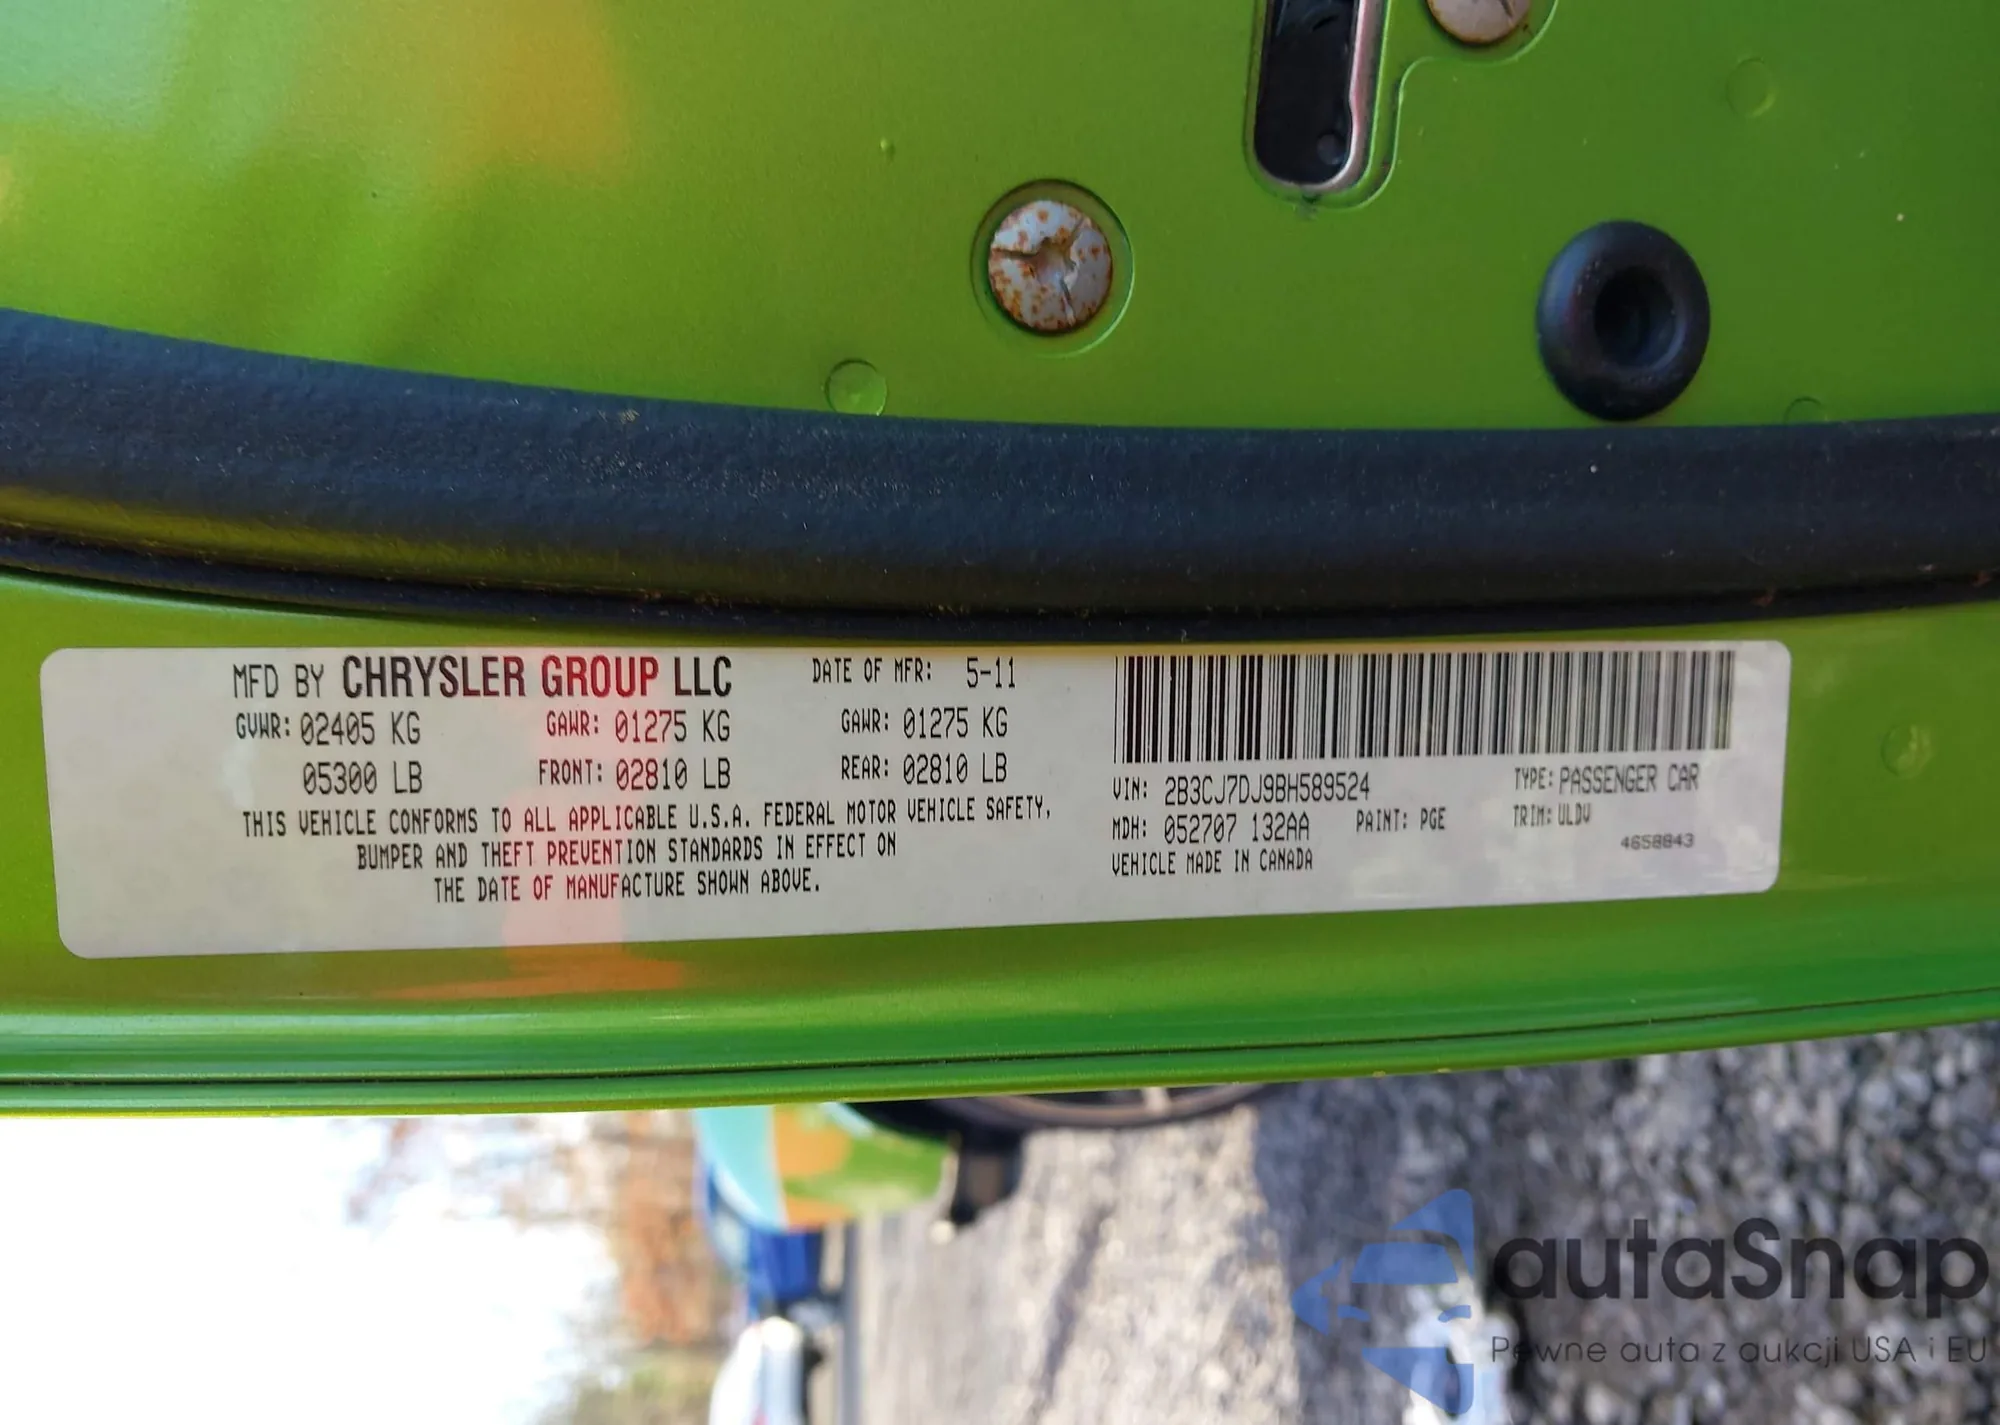 MFD BY CHRYSLER GROUP LLC DATE OF MFR: 5-11
GVWR: 02405 KG GAWR: 01275 KG GAWR: 01275 KG
05300 LB FRONT: 02810 LB REAR: 02810 LB
THIS VEHICLE CONFORMS TO ALL APPLICABLE U.S.A. FEDERAL MOTOR VEHICLE SAFETY,
BUMPER AND THEFT PREVENTION STANDARDS IN EFFECT ON
THE DATE OF MANUFACTURE SHOWN ABOVE.
VIN: 2B3CJ7DJ9BH589524 TYPE: PASSENGER CAR
MDH: 052707 132AA PAINT: PGE TRIM: ULDV
VEHICLE MADE IN CANADA 4658843
autaSnap
Pewne auta z aukcji USA i EU